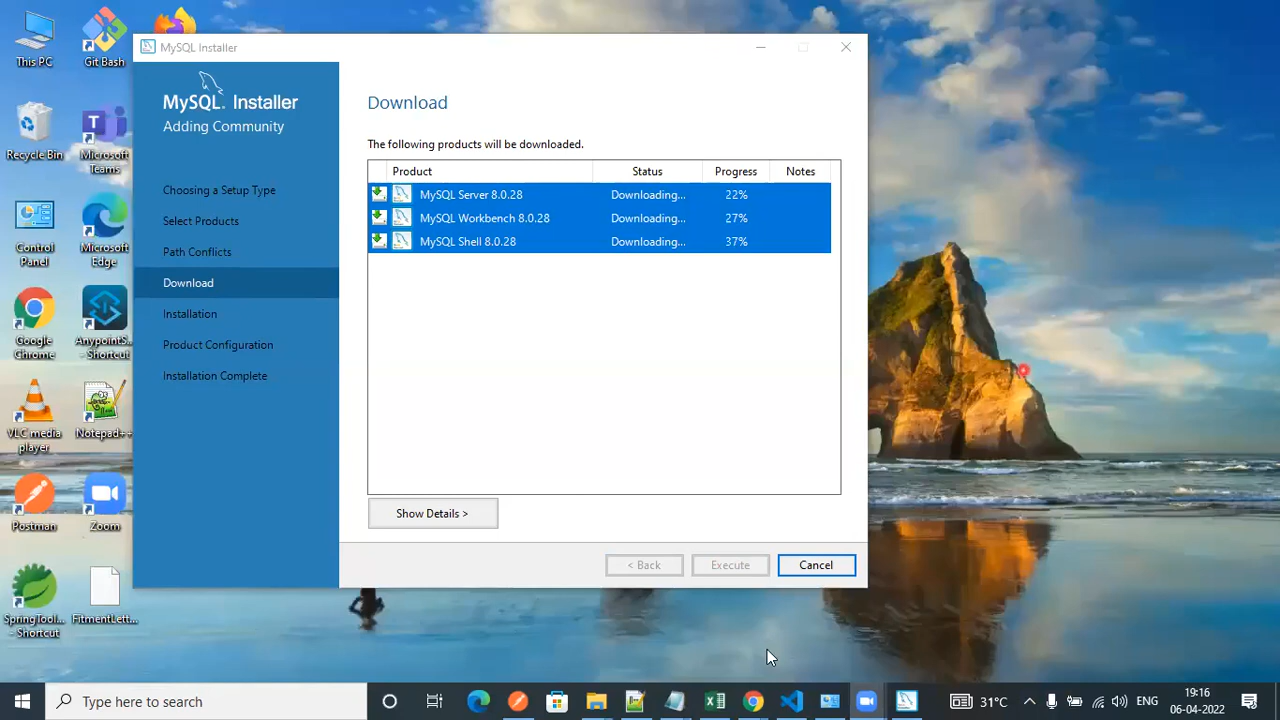 This PC
Git Bash
Recycle Bin
Microsoft
Teams
Control
Panel
Microsoft
Edge
Google
Chrome
AnypointS...
- Shortcut
VLC media
player
Notepad++
Postman
Zoom
SpringTool...
- Shortcut
FitmentLett...
MySQL Installer
MySQL. Installer
Adding Community
Choosing a Setup Type
Select Products
Path Conflicts
Download
Installation
Product Configuration
Installation Complete
Download
The following products will be downloaded.
Product Status Progress Notes
MySQL Server 8.0.28 Downloading... 22%
MySQL Workbench 8.0.28 Downloading... 27%
MySQL Shell 8.0.28 Downloading... 37%
Show Details >
< Back Execute Cancel
Type here to search
31°C
ENG
19:16
06-04-2022